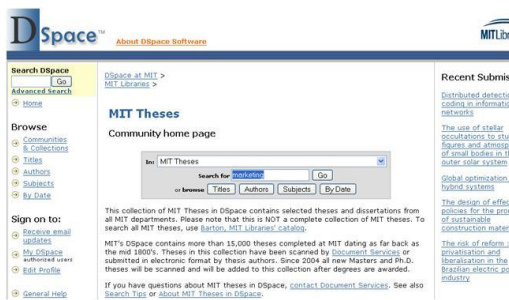 DSpace™
About DSpace Software
MITLibr
Search DSpace
Go
Advanced Search
Home
Browse
Communities
& Collections
Titles
Authors
Subjects
By Date
Sign on to:
Receive email
updates
My DSpace
authorized users
Edit Profile
General Help
DSpace at MIT >
MIT Libraries >
MIT Theses
Community home page
In: MIT Theses
Search for marketing Go
or browse Titles Authors Subjects By Date
This collection of MIT Theses in DSpace contains selected theses and dissertations from
all MIT departments. Please note that this is NOT a complete collection of MIT theses. To
search all MIT theses, use Barton, MIT Libraries' catalog.
MIT's DSpace contains more than 15,000 theses completed at MIT dating as far back as
the mid 1800's. Theses in this collection have been scanned by Document Services or
submitted in electronic format by thesis authors. Since 2004 all new Masters and Ph.D.
theses will be scanned and will be added to this collection after degrees are awarded.
If you have questions about MIT theses in DSpace, contact Document Services. See also
Search Tips or About MIT Theses in DSpace.
Recent Submis
Distributed detectio
coding in informatio
networks
The use of stellar
occultations to stu
figures and atmosp
of small bodies in t
outer solar system
Global optimization
hybrid systems
The design of effec
policies for the pro
of sustainable
construction mater
The risk of reform :
privatisation and
liberalisation in the
Brazilian electric po
industry